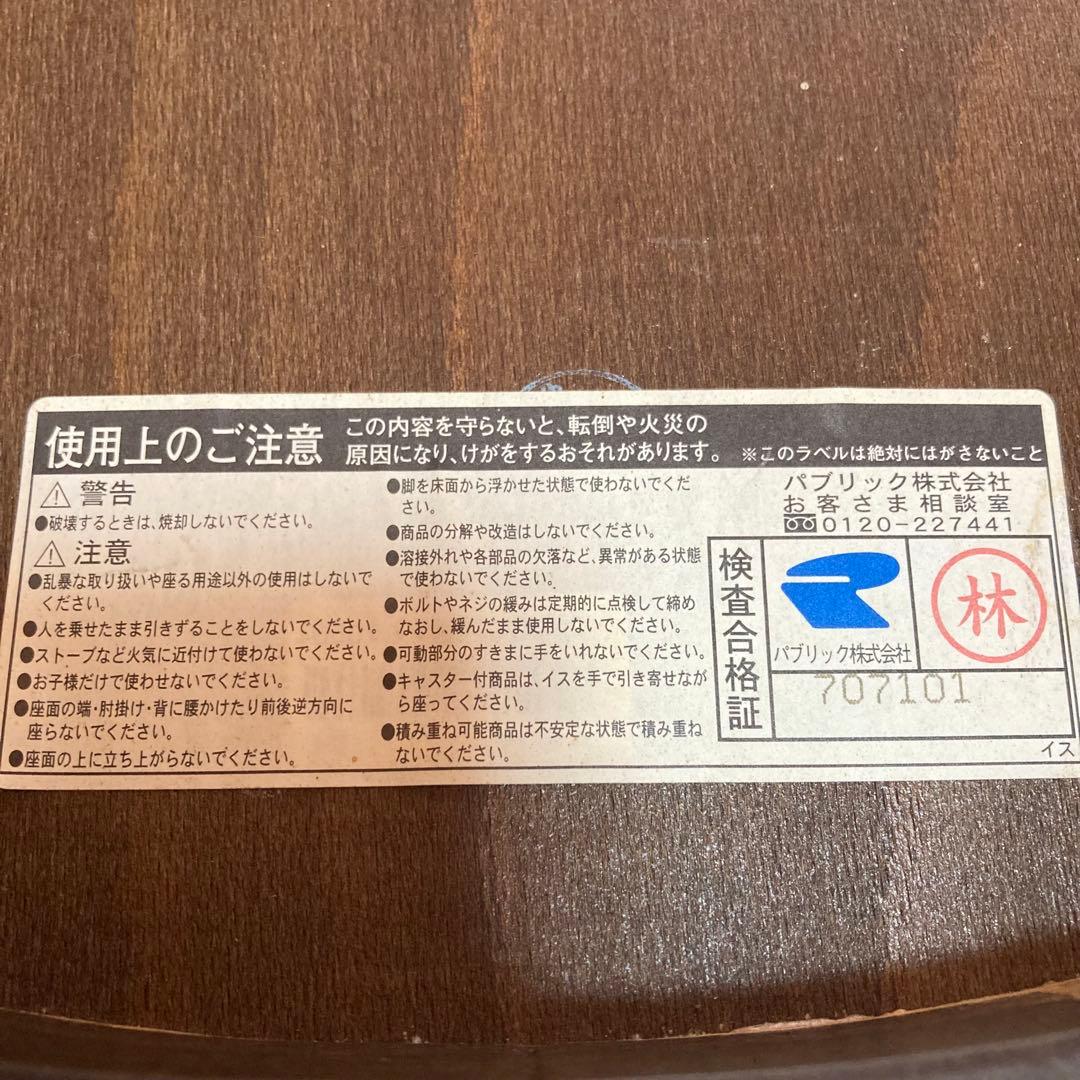 使用上のご注意
この内容を守らないと、転倒や火災の
原因になり、けがをするおそれがあります。
※このラベルは絶対にはがさないこと
警告
●破壊するときは、焼却しないでください。
注意
●乱暴な取り扱いや座る用途以外の使用はしないで
ください。
●人を乗せたまま引きずることをしないでください。
●ストーブなど火気に近付けて使わないでください。
●お子様だけで使わせないでください。
●座面の端・肘掛け・背に腰かけたり前後逆方向に
座らないでください。
●座面の上に立ち上がらないでください。
●脚を床面から浮かせた状態で使わないでくだ
さい。
●商品の分解や改造はしないでください。
●溶接外れや各部品の欠落など、異常がある状態
で使わないでください。
●ボルトやネジの緩みは定期的に点検して締め
なおし、緩んだまま使用しないでください。
●可動部分のすきまに手をいれないでください。
●キャスター付商品は、イスを手で引き寄せなが
ら座ってください。
●積み重ね可能商品は不安定な状態で積み重ね
ないでください。
パブリック株式会社
お客さま相談室
0120-227441
検査合格証
パブリック株式会社
林
707101
イス